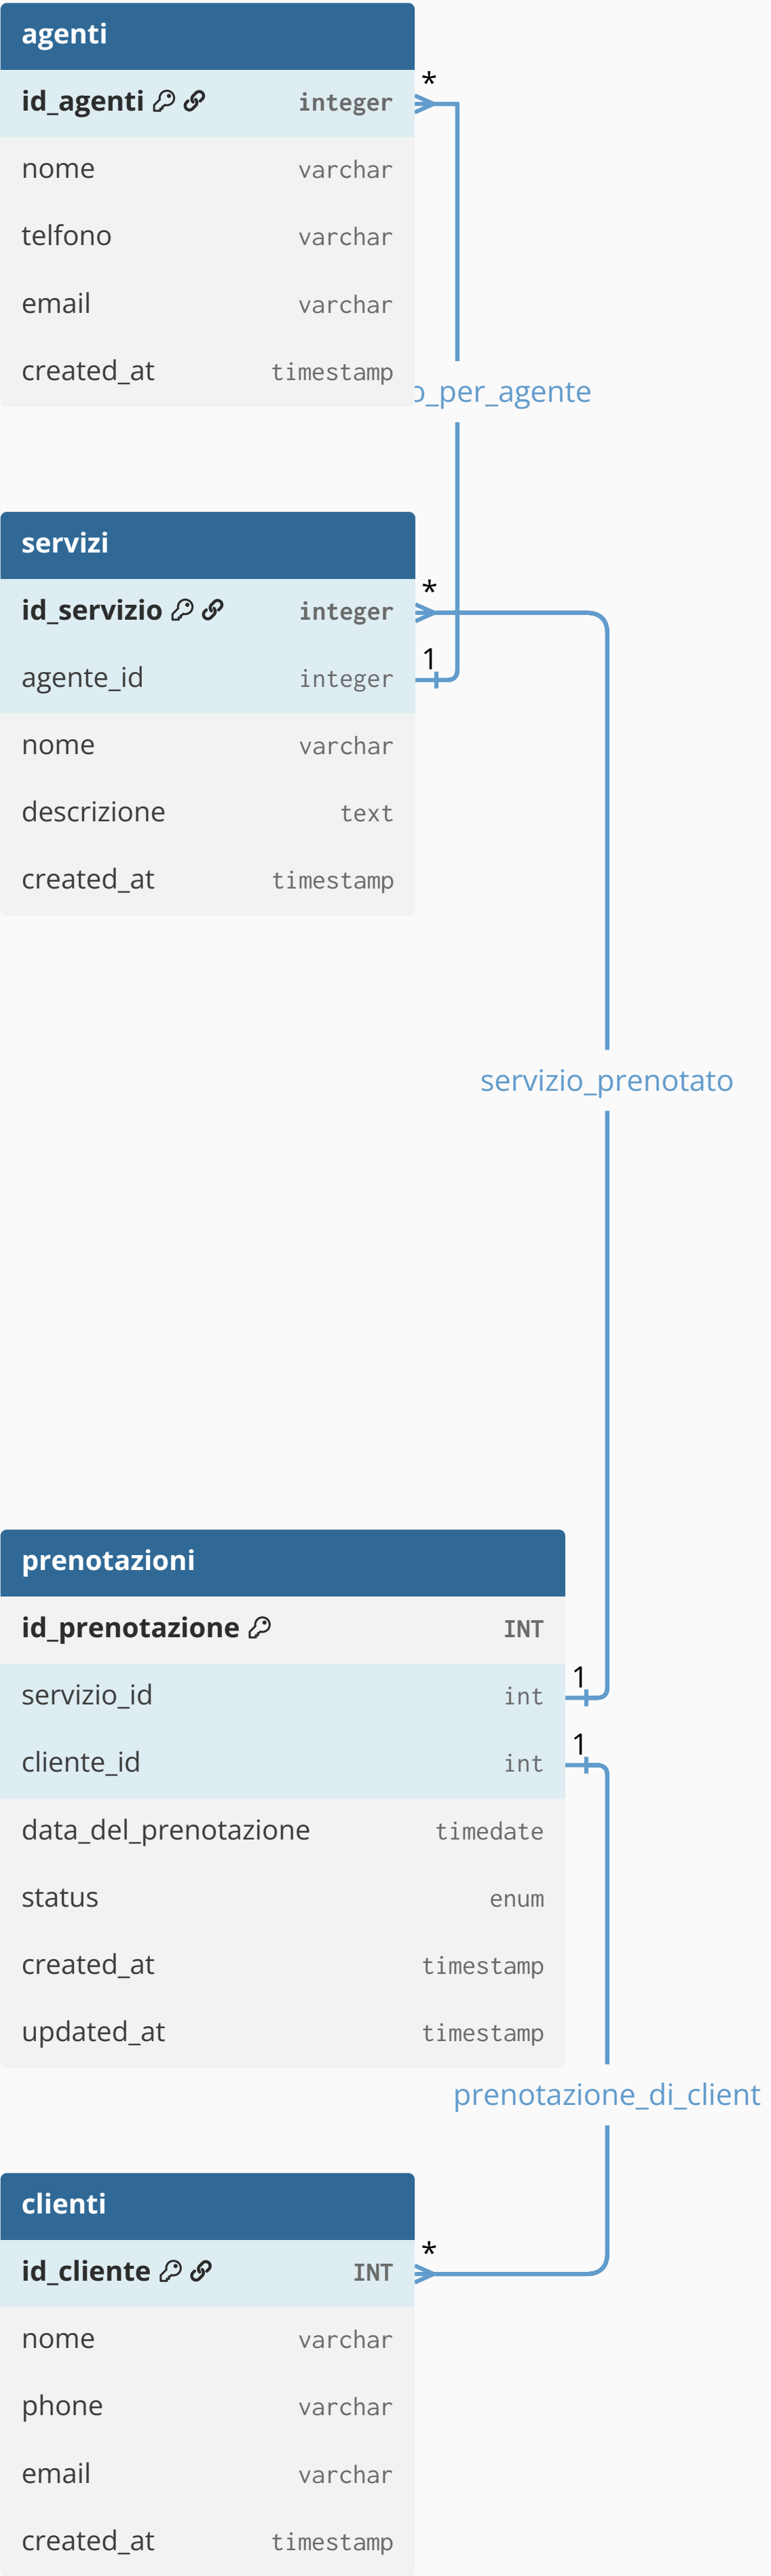 agenti
id_agenti integer
*
nome varchar
telfono varchar
email varchar
created_at timestamp
o_per_agente
servizi
*
id_servizio integer
1
agente_id integer
nome varchar
descrizione text
created_at timestamp
servizio_prenotato
prenotazioni
id_prenotazione INT
1
servizio_id int
1
cliente_id int
data_del_prenotazione timedate
status enum
created_at timestamp
updated_at timestamp
prenotazione_di_client
clienti
*
id_cliente INT
nome varchar
phone varchar
email varchar
created_at timestamp